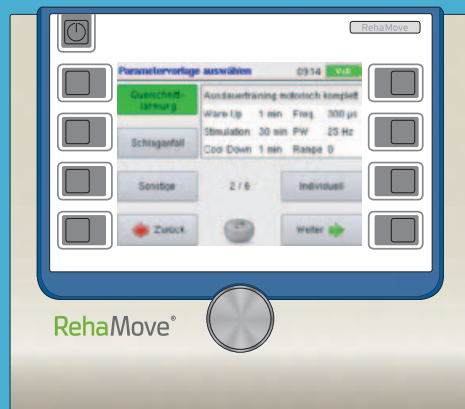 RehaMove
Parametervorlage auswählen 09:14 Voll
Querschnitt-
lähmung
Ausdauertraining motorisch komplett
Warm Up 1 min Freq. 300 µs
Stimulation 30 min PW 25 Hz
Cool Down 1 min Rampe 0
Schlaganfall
Sonstige 2 / 6 Individuell
Zurück Weiter
RehaMove®